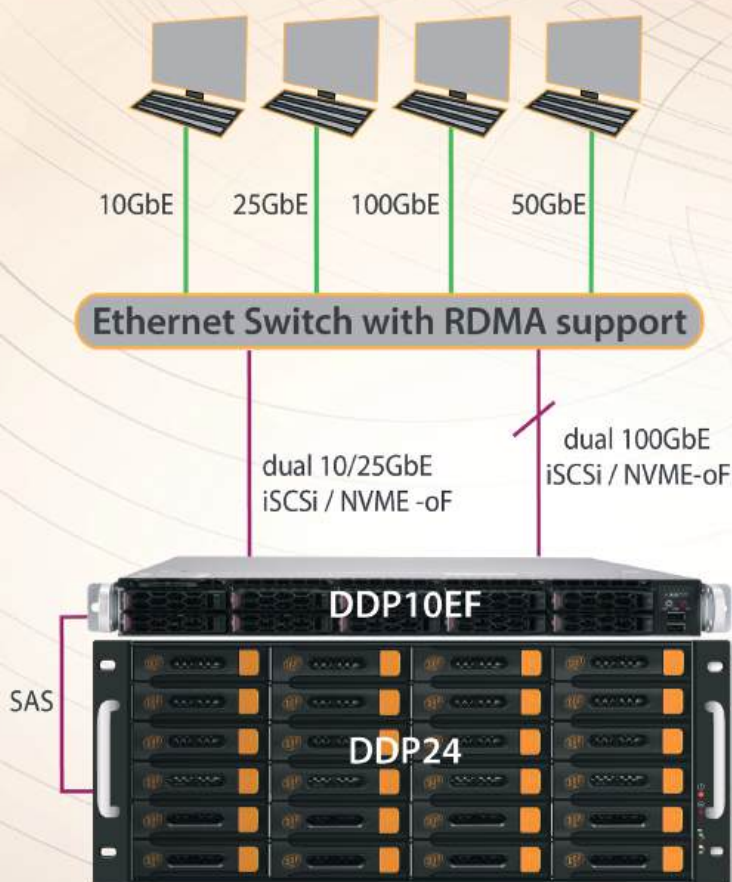 10GbE
25GbE
100GbE
50GbE
Ethernet Switch with RDMA support
dual 10/25GbE
iSCSi / NVME -oF
dual 100GbE
iSCSi / NVME-oF
DDP10EF
SAS
DDP24